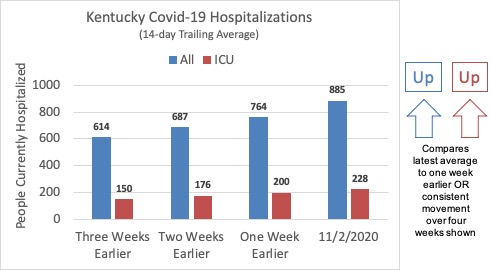 Kentucky Covid-19 Hospitalizations
(14-day Trailing Average)
All ICU
People Currently Hospitalized
1000
800
600
400
200
0
614
150
687
176
764
200
885
228
Three Weeks
Earlier
Two Weeks
Earlier
One Week
Earlier
11/2/2020
Up Up
Compares
latest average
to one week
earlier OR
consistent
movement
over four
weeks shown